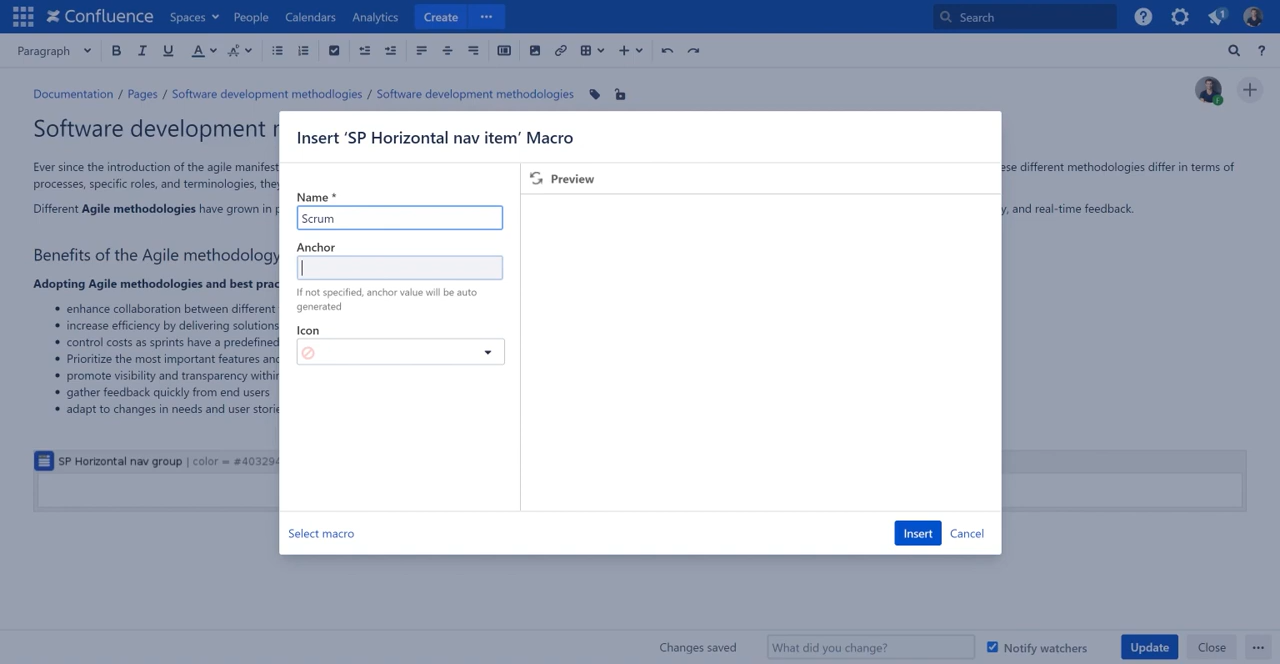 Confluence Spaces People Calendars Analytics Create ··· Search 1
Paragraph B I U A
Documentation / Pages / Software development methodlogies / Software development methodologies
Software development
Insert ‘SP Horizontal nav item’ Macro
Ever since the introduction of the agile manifest
these different methodologies differ in terms of
processes, specific roles, and terminologies, they
Different Agile methodologies have grown in
, and real-time feedback.
Benefits of the Agile methodology
Adopting Agile methodologies and best
• enhance collaboration between different
• increase efficiency by delivering solutions
• control costs as sprints have a predefined
• Prioritize the most important features
• promote visibility and transparency within
• gather feedback quickly from end users
• adapt to changes in needs and user
SP Horizontal nav group | color = #403294
Name *
Scrum
Anchor
If not specified, anchor value will be auto
generated
Icon
Preview
Select macro
Insert Cancel
Changes saved What did you change? Notify watchers Update Close ···